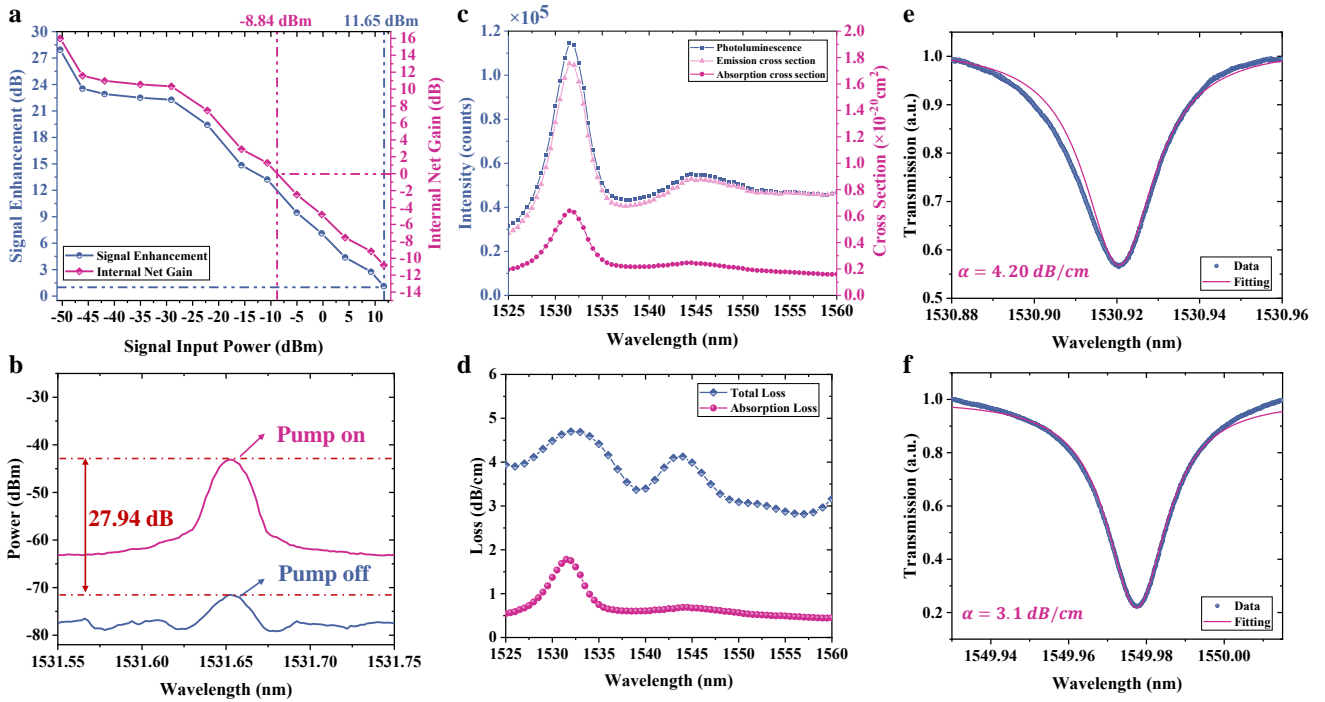 a
-8.84 dBm
11.65 dBm
30
27
24
21
18
15
12
9
6
3
0
Signal Enhancement (dB)
16
14
12
10
8
6
4
2
0
-2
-4
-6
-8
-10
-12
-14
Internal Net Gain (dB)
Signal Enhancement
Internal Net Gain
-50 -45 -40 -35 -30 -25 -20 -15 -10 -5 0 5 10
Signal Input Power (dBm)
b
-30
-40
-50
-60
-70
-80
Power (dBm)
Pump on
27.94 dB
Pump off
1531.55 1531.60 1531.65 1531.70 1531.75
Wavelength (nm)
c
×10⁵
1.2
1.0
0.8
0.6
0.4
0.2
0.0
Intensity (counts)
Photoluminescence
Emission cross section
Absorption cross section
2.0
1.8
1.6
1.4
1.2
1.0
0.8
0.6
0.4
0.2
0.0
Cross Section (×10⁻²⁰cm²)
1525 1530 1535 1540 1545 1550 1555 1560
Wavelength (nm)
d
6
5
4
3
2
1
0
Loss (dB/cm)
Total Loss
Absorption Loss
1525 1530 1535 1540 1545 1550 1555 1560
Wavelength (nm)
e
1.0
0.9
0.8
0.7
0.6
0.5
Transmission (a.u.)
α = 4.20 dB/cm
Data
Fitting
1530.88 1530.90 1530.92 1530.94 1530.96
Wavelength (nm)
f
1.0
0.8
0.6
0.4
0.2
Transmission (a.u.)
α = 3.1 dB/cm
Data
Fitting
1549.94 1549.96 1549.98 1550.00
Wavelength (nm)